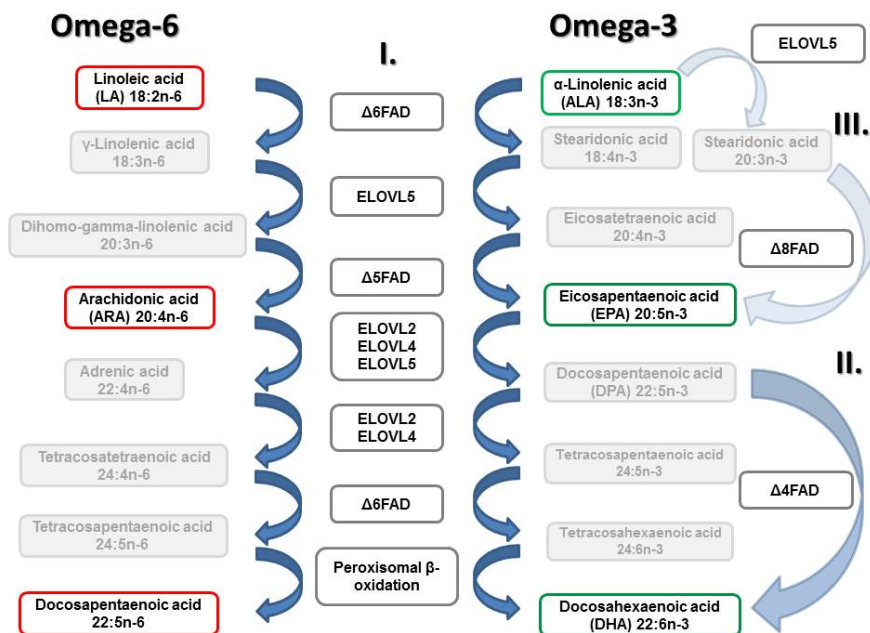 Omega-6
I.
Omega-3
ELOVL5
Linoleic acid
(LA) 18:2n-6
α-Linolenic acid
(ALA) 18:3n-3
Δ6FAD
III.
γ-Linolenic acid
18:3n-6
Stearidonic acid
18:4n-3
Stearidonic acid
20:3n-3
ELOVL5
Dihomo-gamma-linolenic acid
20:3n-6
Eicosatetraenoic acid
20:4n-3
Δ8FAD
Δ5FAD
Arachidonic acid
(ARA) 20:4n-6
Eicosapentaenoic acid
(EPA) 20:5n-3
ELOVL2
ELOVL4
ELOVL5
II.
Adrenic acid
22:4n-6
Docosapentaenoic acid
(DPA) 22:5n-3
ELOVL2
ELOVL4
Tetracosatetraenoic acid
24:4n-6
Tetracosapentaenoic acid
24:5n-3
Δ4FAD
Δ6FAD
Tetracosapentaenoic acid
24:5n-6
Tetracosahexaenoic acid
24:6n-3
Peroxisomal β-
oxidation
Docosapentaenoic acid
22:5n-6
Docosahexaenoic acid
(DHA) 22:6n-3